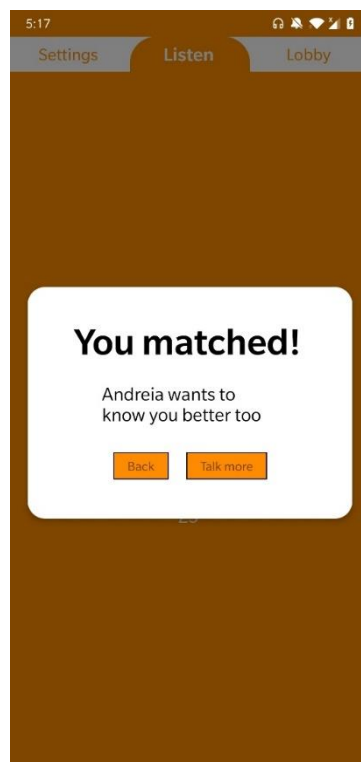 5:17
Settings Listen Lobby
You matched!
Andreia wants to
know you better too
Back Talk more